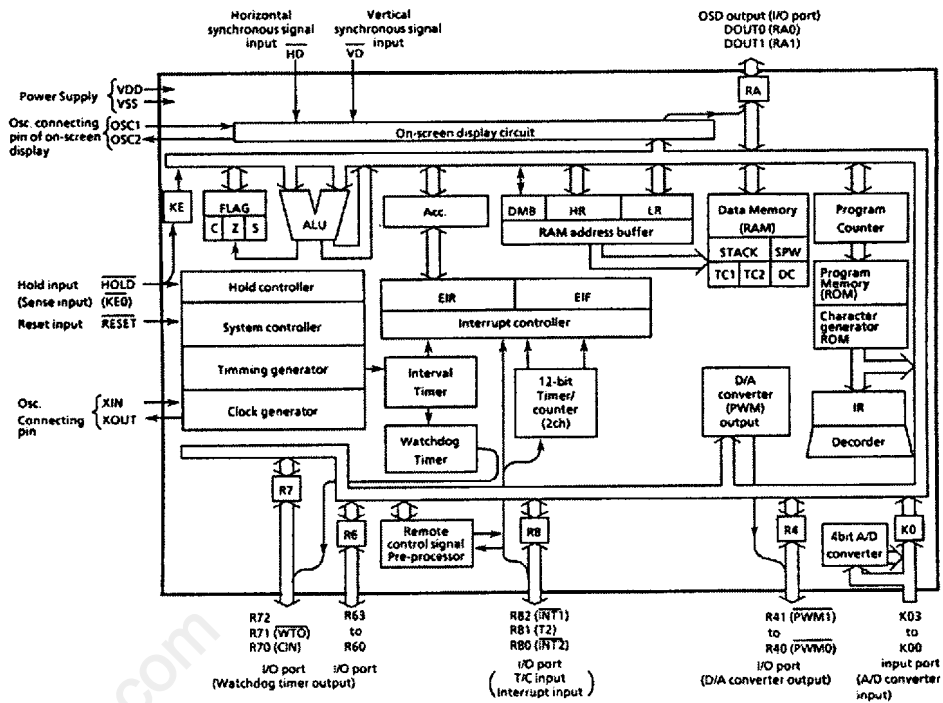 Horizontal
synchronous signal
input
HD
Vertical
synchronous signal
input
VD
OSD output (I/O port)
DOUT0 (RA0)
DOUT1 (RA1)
Power Supply
VDD
VSS
RA
Osc. connecting
pin of on-screen
display
OSC1
OSC2
On-screen display circuit
KE
FLAG
C Z S
ALU
Acc.
DMB HR LR
RAM address buffer
Data Memory
(RAM)
STACK SPW
TC1 TC2 DC
Program
Counter
Program
Memory
(ROM)
Character
generator
ROM
Hold input HOLD
(Sense input) (KE0)
Reset input RESET
Hold controller
System controller
Timming generator
Clock generator
EIR EIF
Interrupt controller
Interval
Timer
12-bit
Timer/
counter
(2ch)
D/A
converter
(PWM)
output
IR
Decorder
Osc.
Connecting
pin
XIN
XOUT
Watchdog
Timer
R7
R6
Remote
control signal
Pre-processor
R8
R4
4bit A/D
converter
K0
R72
R71 (WTO)
R70 (CIN)
I/O port
(Watchdog timer output)
R63
to
R60
I/O port
R82 (INT1)
R81 (T2)
R80 (INT2)
I/O port
T/C input
Interrupt input
R41 (PWM1)
to
R40 (PWM0)
I/O port
(D/A converter output)
K03
to
K00
input port
(A/D converter
input)
.com